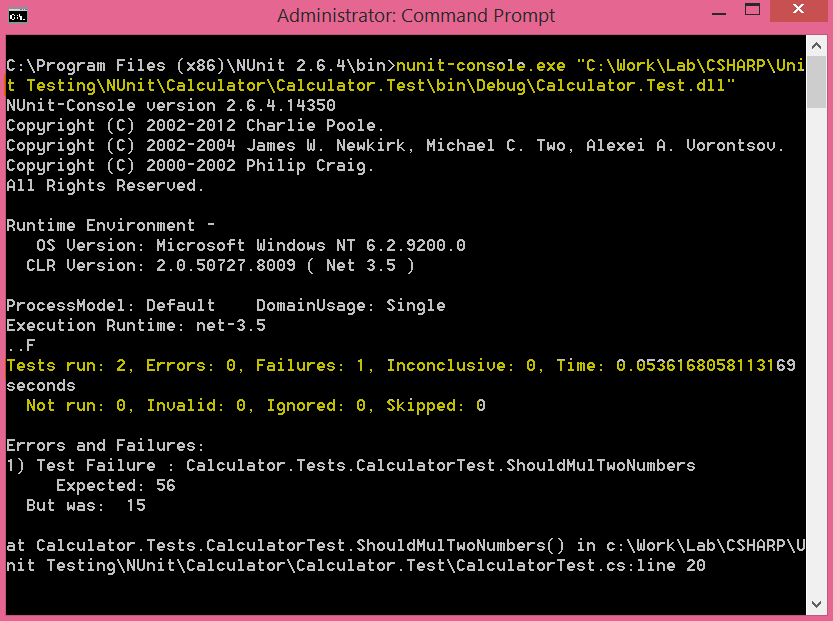 Administrator: Command Prompt
C:\Program Files (x86)\NUnit 2.6.4\bin>nunit-console.exe "C:\Work\Lab\CSHARP\Uni
t Testing\NUnit\Calculator\Calculator.Test\bin\Debug\Calculator.Test.dll"
NUnit-Console version 2.6.4.14350
Copyright (C) 2002-2012 Charlie Poole.
Copyright (C) 2002-2004 James W. Newkirk, Michael C. Two, Alexei A. Vorontsov.
Copyright (C) 2000-2002 Philip Craig.
All Rights Reserved.
Runtime Environment -
   OS Version: Microsoft Windows NT 6.2.9200.0
  CLR Version: 2.0.50727.8009 ( Net 3.5 )
ProcessModel: Default    DomainUsage: Single
Execution Runtime: net-3.5
..F
Tests run: 2, Errors: 0, Failures: 1, Inconclusive: 0, Time: 0.0536168058113169
seconds
  Not run: 0, Invalid: 0, Ignored: 0, Skipped: 0
Errors and Failures:
1) Test Failure : Calculator.Tests.CalculatorTest.ShouldMulTwoNumbers
     Expected: 56
  But was:  15
at Calculator.Tests.CalculatorTest.ShouldMulTwoNumbers() in c:\Work\Lab\CSHARP\U
nit Testing\NUnit\Calculator\Calculator.Test\CalculatorTest.cs:line 20